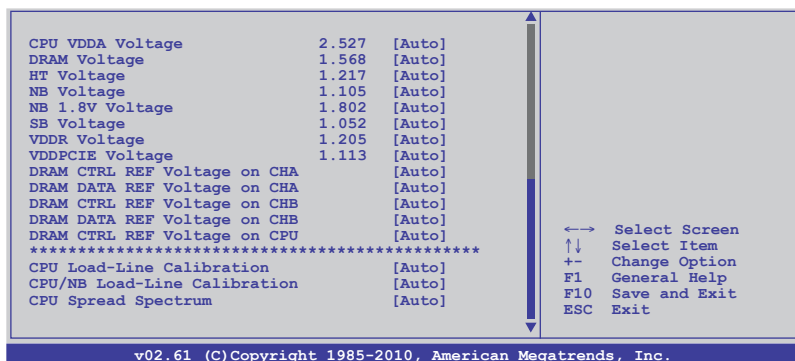 CPU VDDA Voltage 2.527 [Auto]
DRAM Voltage 1.568 [Auto]
HT Voltage 1.217 [Auto]
NB Voltage 1.105 [Auto]
NB 1.8V Voltage 1.802 [Auto]
SB Voltage 1.052 [Auto]
VDDR Voltage 1.205 [Auto]
VDDPCIE Voltage 1.113 [Auto]
DRAM CTRL REF Voltage on CHA [Auto]
DRAM DATA REF Voltage on CHA [Auto]
DRAM CTRL REF Voltage on CHB [Auto]
DRAM DATA REF Voltage on CHB [Auto]
DRAM CTRL REF Voltage on CPU [Auto]
***********************************************
CPU Load-Line Calibration [Auto]
CPU/NB Load-Line Calibration [Auto]
CPU Spread Spectrum [Auto]
←→ Select Screen
↑↓ Select Item
+- Change Option
F1 General Help
F10 Save and Exit
ESC Exit
v02.61 (C)Copyright 1985-2010, American Megatrends, Inc.